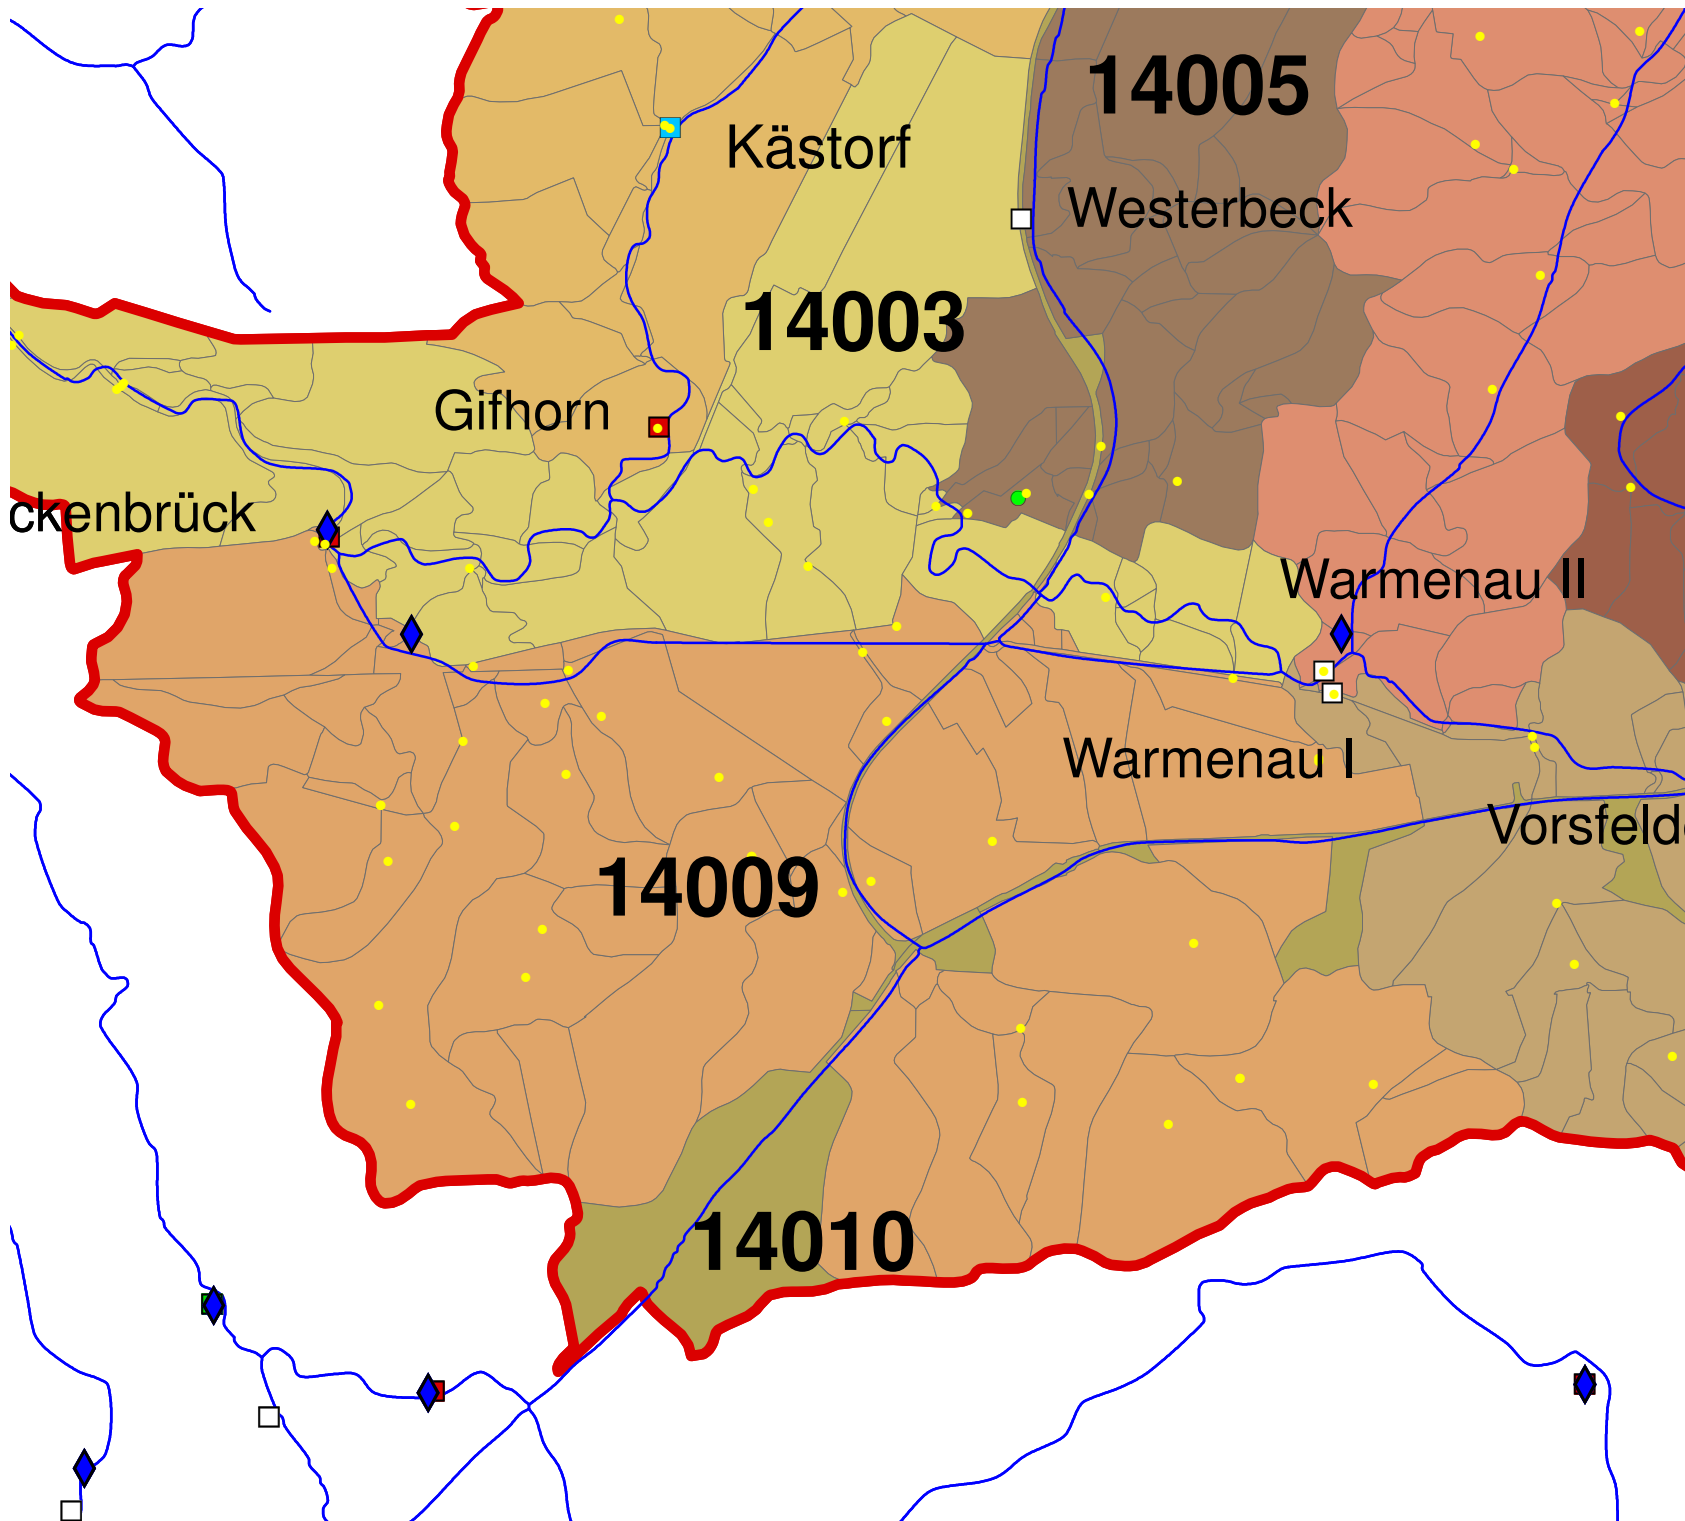 14005
Kästorf
Westerbeck
14003
Gifhorn
ckenbrück
Warmenau II
Warmenau I
Vorsfeld
14009
14010